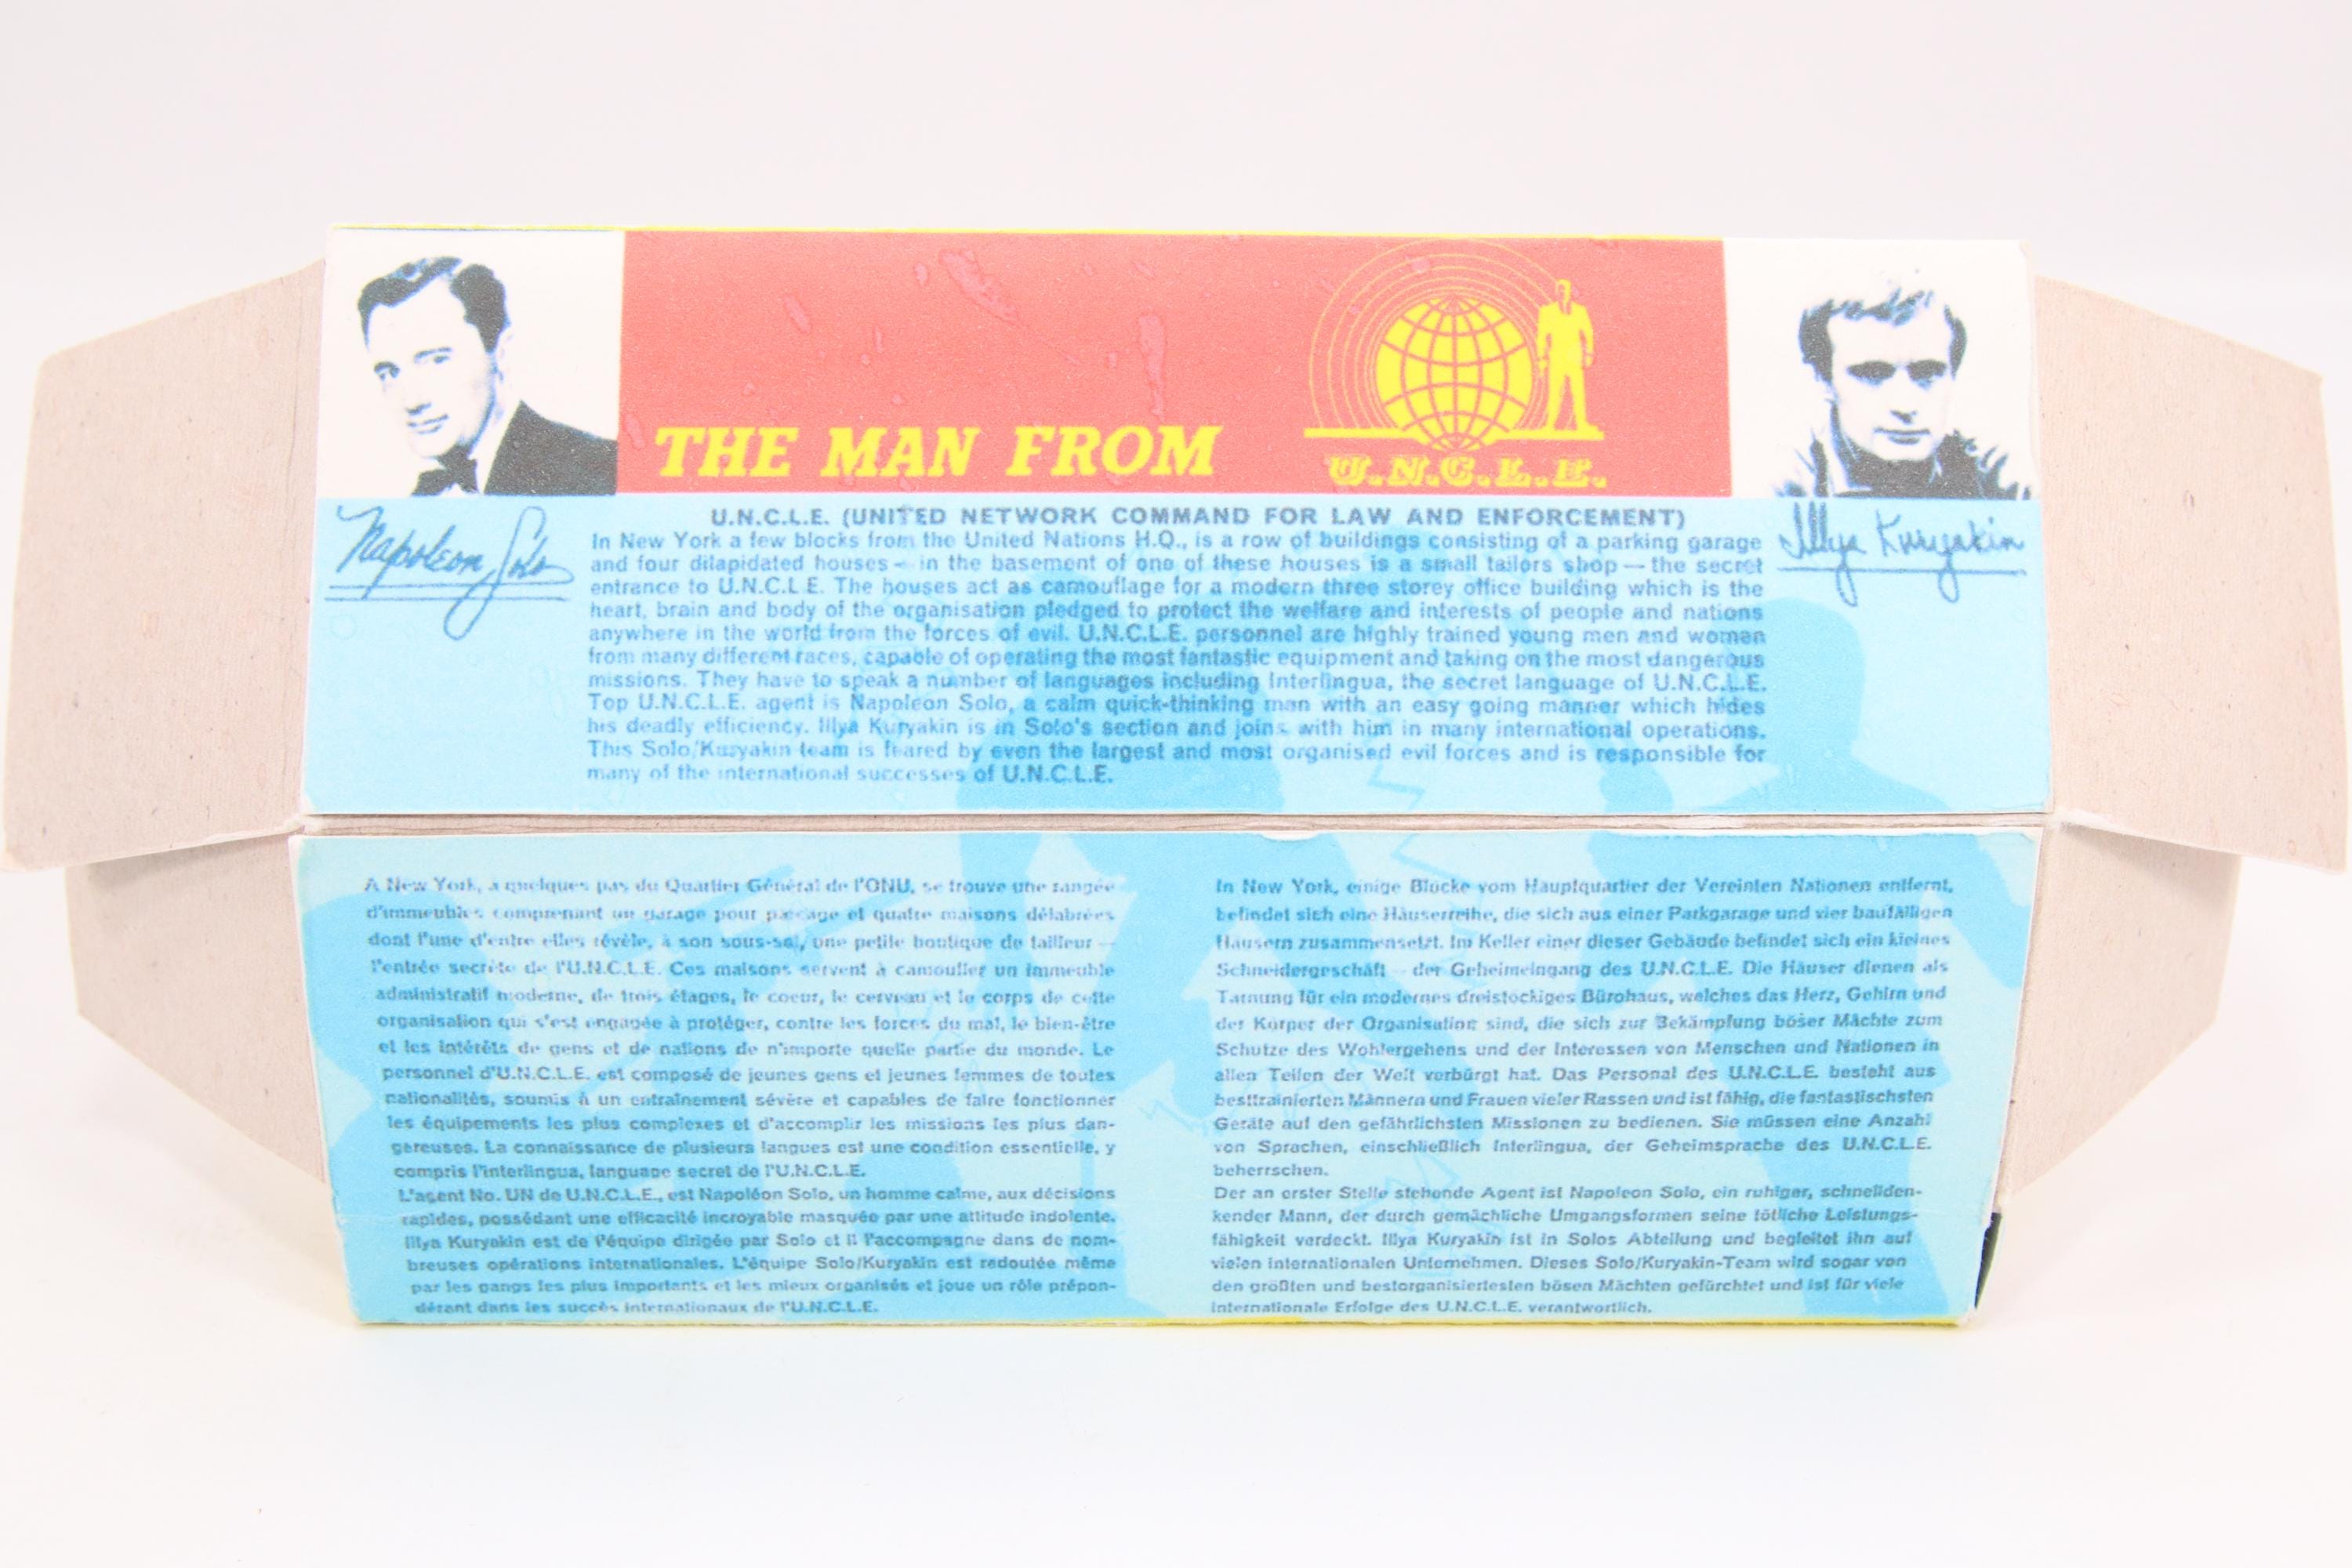 THE MAN FROM
U.N.C.L.E.
Napoleon Solo
Illya Kuryakin
U.N.C.L.E. (UNITED NETWORK COMMAND FOR LAW AND ENFORCEMENT)
In New York a few blocks from the United Nations H.Q., is a row of buildings consisting of a parking garage
and four dilapidated houses — in the basement of one of these houses is a small tailors shop — the secret
entrance to U.N.C.L E. The houses act as camouflage for a modern three storey office building which is the
heart, brain and body of the organisation pledged to protect the welfare and interests of people and nations
anywhere in the world from the forces of evil. U.N.C.L.E. personnel are highly trained young men and women
from many different races, capable of operating the most fantastic equipment and taking on the most dangerous
missions. They have to speak a number of languages including Interlingua, the secret language of U.N.C.L.E.
Top U.N.C.L.E. agent is Napoleon Solo, a calm quick-thinking man with an easy going manner which hides
his deadly efficiency. Illya Kuryakin is in Solo's section and joins with him in many international operations.
This Solo/Kuryakin team is feared by even the largest and most organised evil forces and is responsible for
many of the international successes of U.N.C.L.E.
A New York, a quelques pas du Quartier Général de l'ONU, se trouve une rangée
d'immeubles comprenant un garage pour parcage et quatre maisons délabrées
dont l'une d'entre elles révèle, à son sous-sol, une petite boutique de tailleur —
l'entrée secrète de l'U.N.C.L.E. Ces maisons servent à camoufler un immeuble
administratif moderne, de trois étages, le coeur, le cerveau et le corps de cette
organisation qui s'est engagée à protéger, contre les forces du mal, le bien-être
et les intérêts de gens et de nations de n'importe quelle partie du monde. Le
personnel d'U.N.C.L.E. est composé de jeunes gens et jeunes femmes de toutes
nationalités, soumis à un entraînement sévère et capables de faire fonctionner
les équipements les plus complexes et d'accomplir les missions les plus dan-
gereuses. La connaissance de plusieurs langues est une condition essentielle, y
compris l'interlingua, language secret de l'U.N.C.L.E.
L'agent No. UN de U.N.C.L.E., est Napoléon Solo, un homme calme, aux décisions
rapides, possédant une efficacité incroyable masquée par une attitude indolente.
Illya Kuryakin est de l'équipe dirigée par Solo et il l'accompagne dans de nom-
breuses opérations internationales. L'équipe Solo/Kuryakin est redoutée même
par les gangs les plus importants et les mieux organisés et joue un rôle prépon-
dérant dans les succès internationaux de l'U.N.C.L.E.
In New York, einige Blocke vom Hauptquartier der Vereinten Nationen entfernt,
befindet sich eine Häuserreihe, die sich aus einer Parkgarage und vier baufälligen
Häusern zusammensetzt. Im Keller einer dieser Gebäude befindet sich ein kleines
Schneidergeschäft – der Geheimeingang des U.N.C.L.E. Die Häuser dienen als
Tarnung für ein modernes dreistöckiges Bürohaus, welches das Herz, Gehirn und
der Körper der Organisation sind, die sich zur Bekämpfung böser Mächte zum
Schutze des Wohlergehens und der Interessen von Menschen und Nationen in
allen Teilen der Welt verbürgt hat. Das Personal des U.N.C.L.E. besteht aus
besttrainierten Männern und Frauen vieler Rassen und ist fähig, die fantastischsten
Geräte auf den gefährlichsten Missionen zu bedienen. Sie müssen eine Anzahl
von Sprachen, einschließlich Interlingua, der Geheimsprache des U.N.C.L.E.
beherrschen.
Der an erster Stelle stehende Agent ist Napoleon Solo, ein ruhiger, schnellden-
kender Mann, der durch gemächliche Umgangsformen seine tötliche Leistungs-
fähigkeit verdeckt. Illya Kuryakin ist in Solos Abteilung und begleitet ihn auf
vielen internationalen Unternehmen. Dieses Solo/Kuryakin-Team wird sogar von
den größten und bestorganisiertesten bösen Mächten gefürchtet und ist für viele
internationale Erfolge des U.N.C.L.E. verantwortlich.